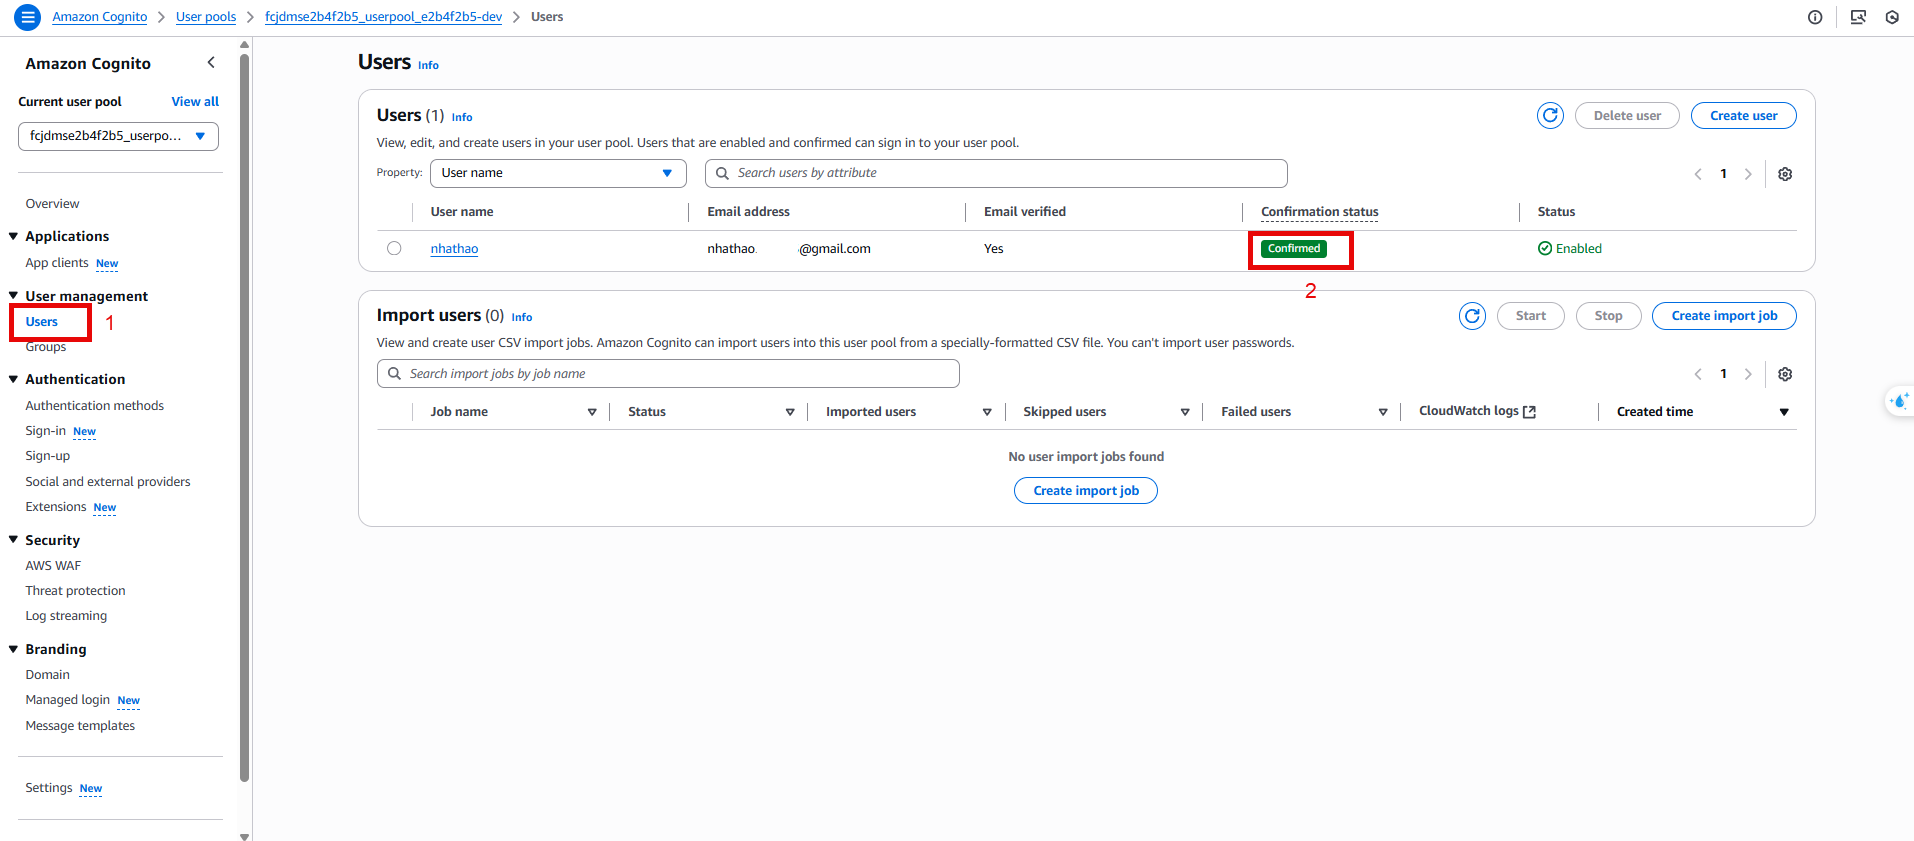 Amazon Cognito > User pools > fcjdmse2b4f2b5_userpool_e2b4f2b5-dev > Users
Amazon Cognito
Current user pool View all
fcjdmse2b4f2b5_userpo...
Overview
Applications
App clients New
User management
Users 1
Groups
Authentication
Authentication methods
Sign-in New
Sign-up
Social and external providers
Extensions New
Security
AWS WAF
Threat protection
Log streaming
Branding
Domain
Managed login New
Message templates
Settings New
Users Info
Users (1) Info
Delete user
Create user
View, edit, and create users in your user pool. Users that are enabled and confirmed can sign in to your user pool.
Property: User name Search users by attribute
1
User name Email address Email verified Confirmation status Status
nhathao nhathao. @gmail.com Yes Confirmed Enabled
2
Import users (0) Info
Start Stop Create import job
View and create user CSV import jobs. Amazon Cognito can import users into this user pool from a specially-formatted CSV file. You can't import user passwords.
Search import jobs by job name
1
Job name Status Imported users Skipped users Failed users CloudWatch logs Created time
No user import jobs found
Create import job